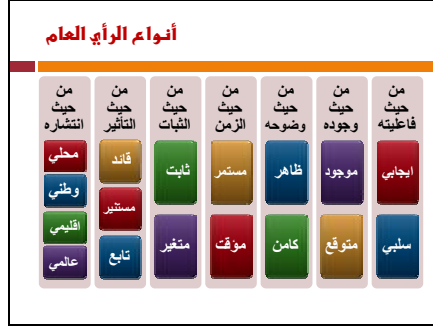 أنواع الرأي العام
من حيث فاعليته
ايجابي
سلبي
من حيث وجوده
موجود
متوقع
من حيث وضوحه
ظاهر
كامن
من حيث الزمن
مستمر
مؤقت
من حيث الثبات
ثابت
متغير
من حيث التأثير
قائد
مستنير
تابع
من حيث انتشاره
محلي
وطني
اقليمي
عالمي